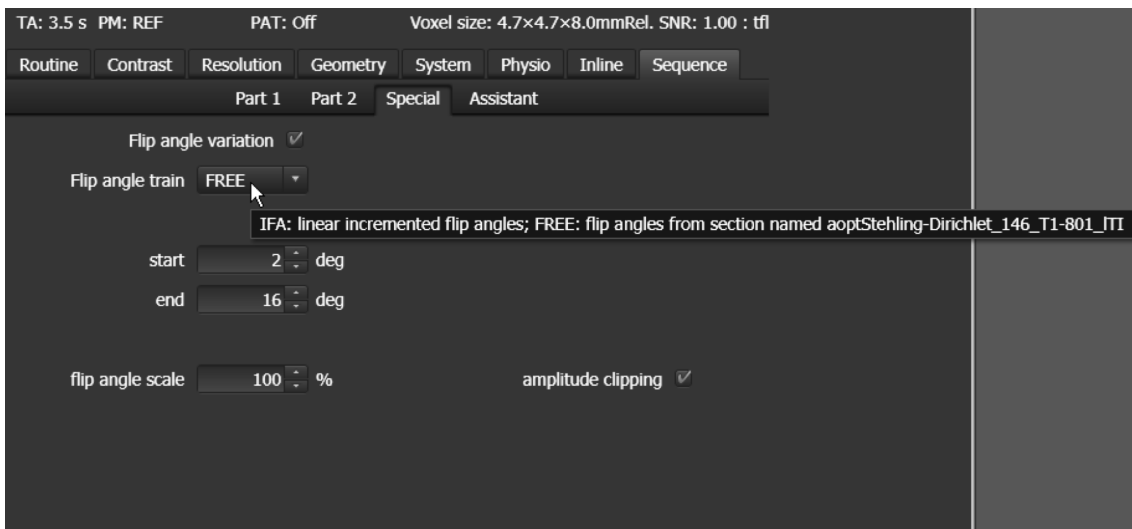 TA: 3.5 s PM: REF PAT: Off Voxel size: 4.7×4.7×8.0mmRel. SNR: 1.00 : tfl
Routine Contrast Resolution Geometry System Physio Inline Sequence
Part 1 Part 2 Special Assistant
Flip angle variation
Flip angle train FREE
IFA: linear incremented flip angles; FREE: flip angles from section named aoptStehling-Dirichlet_146_T1-801_lTI
start 2 deg
end 16 deg
flip angle scale 100 % amplitude clipping